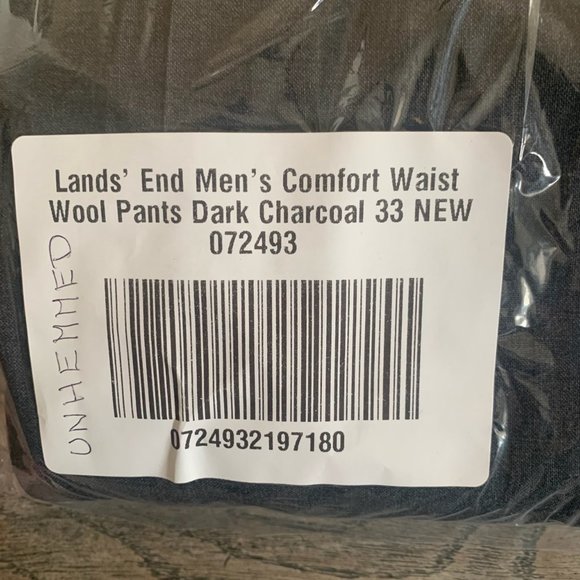 Lands' End Men's Comfort Waist
Wool Pants Dark Charcoal 33 NEW
072493
0724932197180
UNHEMMED